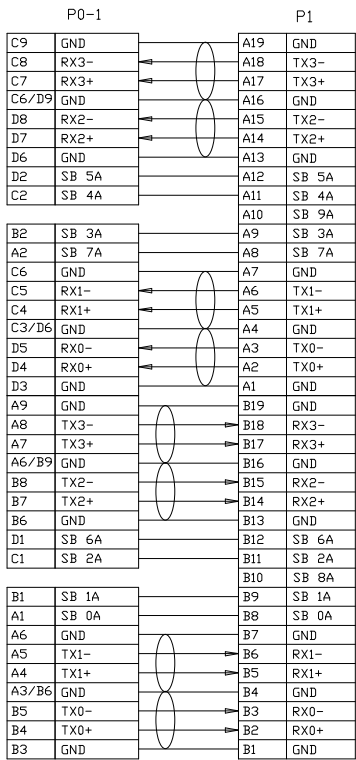 P0-1 P1
C9 GND A19 GND
C8 RX3- A18 TX3-
C7 RX3+ A17 TX3+
C6/D9 GND A16 GND
D8 RX2- A15 TX2-
D7 RX2+ A14 TX2+
D6 GND A13 GND
D2 SB 5A A12 SB 5A
C2 SB 4A A11 SB 4A
A10 SB 9A
B2 SB 3A A9 SB 3A
A2 SB 7A A8 SB 7A
C6 GND A7 GND
C5 RX1- A6 TX1-
C4 RX1+ A5 TX1+
C3/D6 GND A4 GND
D5 RX0- A3 TX0-
D4 RX0+ A2 TX0+
D3 GND A1 GND
A9 GND B19 GND
A8 TX3- B18 RX3-
A7 TX3+ B17 RX3+
A6/B9 GND B16 GND
B8 TX2- B15 RX2-
B7 TX2+ B14 RX2+
B6 GND B13 GND
D1 SB 6A B12 SB 6A
C1 SB 2A B11 SB 2A
B10 SB 8A
B1 SB 1A B9 SB 1A
A1 SB 0A B8 SB 0A
A6 GND B7 GND
A5 TX1- B6 RX1-
A4 TX1+ B5 RX1+
A3/B6 GND B4 GND
B5 TX0- B3 RX0-
B4 TX0+ B2 RX0+
B3 GND B1 GND